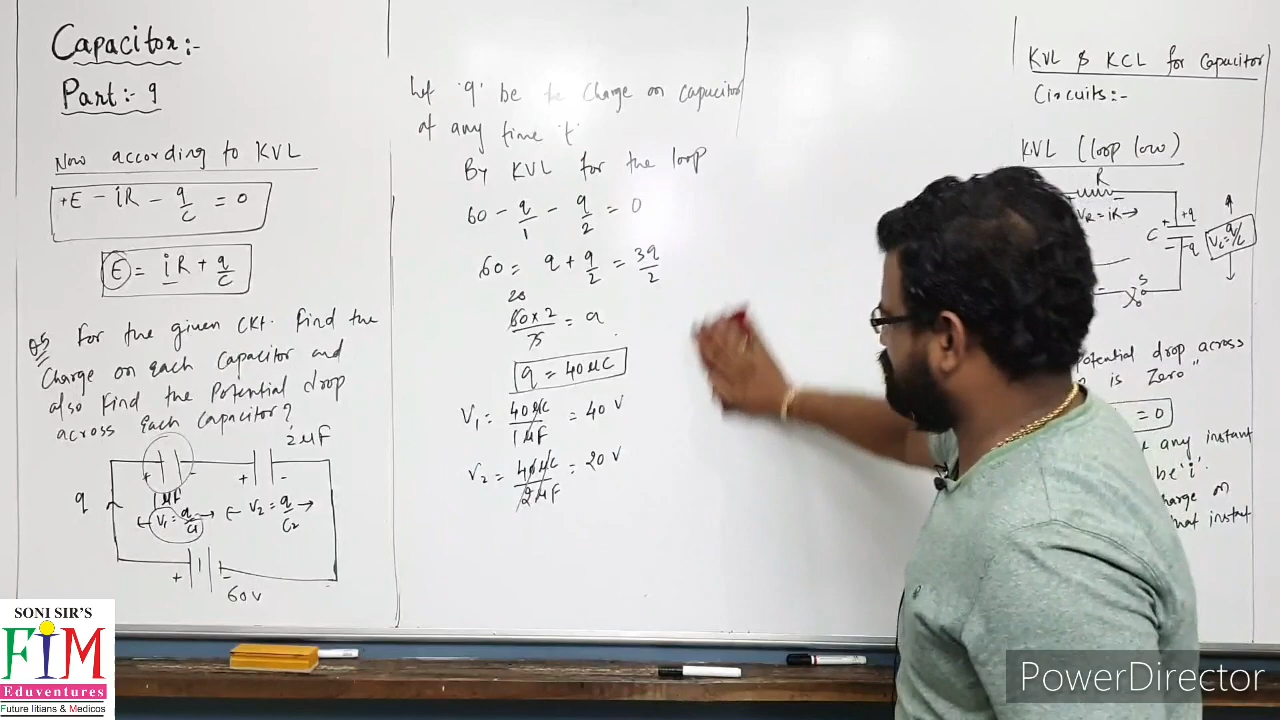 Capacitor:-
Part:- 9
Now according to KVL
+E - iR - q/C = 0
E = iR + q/C
Q5 For the given CKt. Find the
Charge on each Capacitor and
also Find the Potential drop
across Each Capacitor?
2μF
+ - + -
1μF
q
V1 = q/C1 V2 = q/C2
+ -
60V
Let 'q' be the Charge on capacitor
at any time 't'
By KVL for the loop
60 - q/1 - q/2 = 0
60 = q + q/2 = 3q/2
20
60×2/3 = q
q = 40μC
V1 = 40μC/1μF = 40 V
V2 = 40μC/2μF = 20 V
KVL & KCL for Capacitor
Circuits:-
KVL (loop low)
R
VR = iR→
C + +q
- -q
VC = q/C
S
Potential drop across
is Zero"
= 0
any instant
be 'i'.
charge on
that instant
SONI SIR'S
FiM
Eduventures
Future Iitians & Medicos
PowerDirector